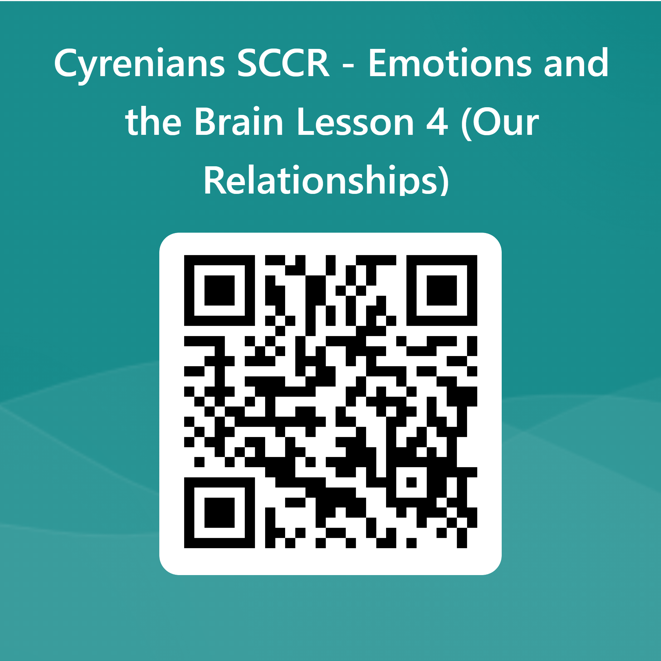 Cyrenians SCCR - Emotions and
the Brain Lesson 4 (Our
Relationships)